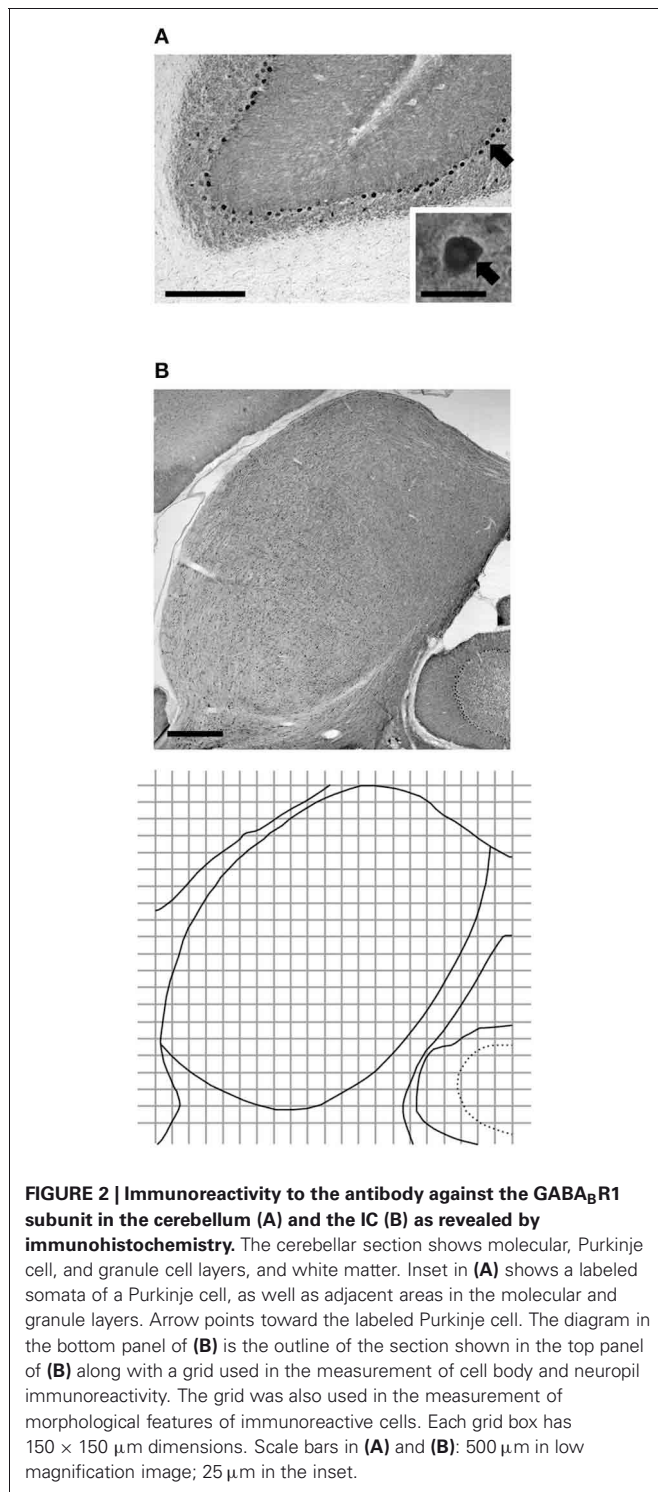 A
B
FIGURE 2 | Immunoreactivity to the antibody against the GABA_BR1
subunit in the cerebellum (A) and the IC (B) as revealed by
immunohistochemistry. The cerebellar section shows molecular, Purkinje
cell, and granule cell layers, and white matter. Inset in (A) shows a labeled
somata of a Purkinje cell, as well as adjacent areas in the molecular and
granule layers. Arrow points toward the labeled Purkinje cell. The diagram in
the bottom panel of (B) is the outline of the section shown in the top panel
of (B) along with a grid used in the measurement of cell body and neuropil
immunoreactivity. The grid was also used in the measurement of
morphological features of immunoreactive cells. Each grid box has
150 × 150 μm dimensions. Scale bars in (A) and (B): 500 μm in low
magnification image; 25 μm in the inset.